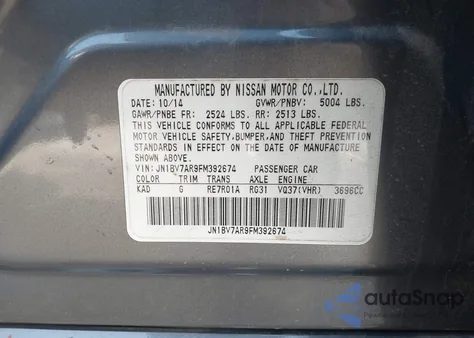 MANUFACTURED BY NISSAN MOTOR CO.,LTD.
DATE: 10/14 GVWR/PNBV: 5004 LBS.
GAWR/PNBE FR: 2524 LBS. RR: 2513 LBS.
THIS VEHICLE CONFORMS TO ALL APPLICABLE FEDERAL
MOTOR VEHICLE SAFETY,BUMPER, AND THEFT PREVENTION
STANDARDS IN EFFECT ON THE DATE OF MANUFACTURE
SHOWN ABOVE.
VIN: JN1BV7AR9FM392674 PASSENGER CAR
COLOR TRIM TRANS AXLE ENGINE
KAD G RE7R01A RG31 VQ37(VHR) 3696CC
JN1BV7AR9FM392674
autoSnap